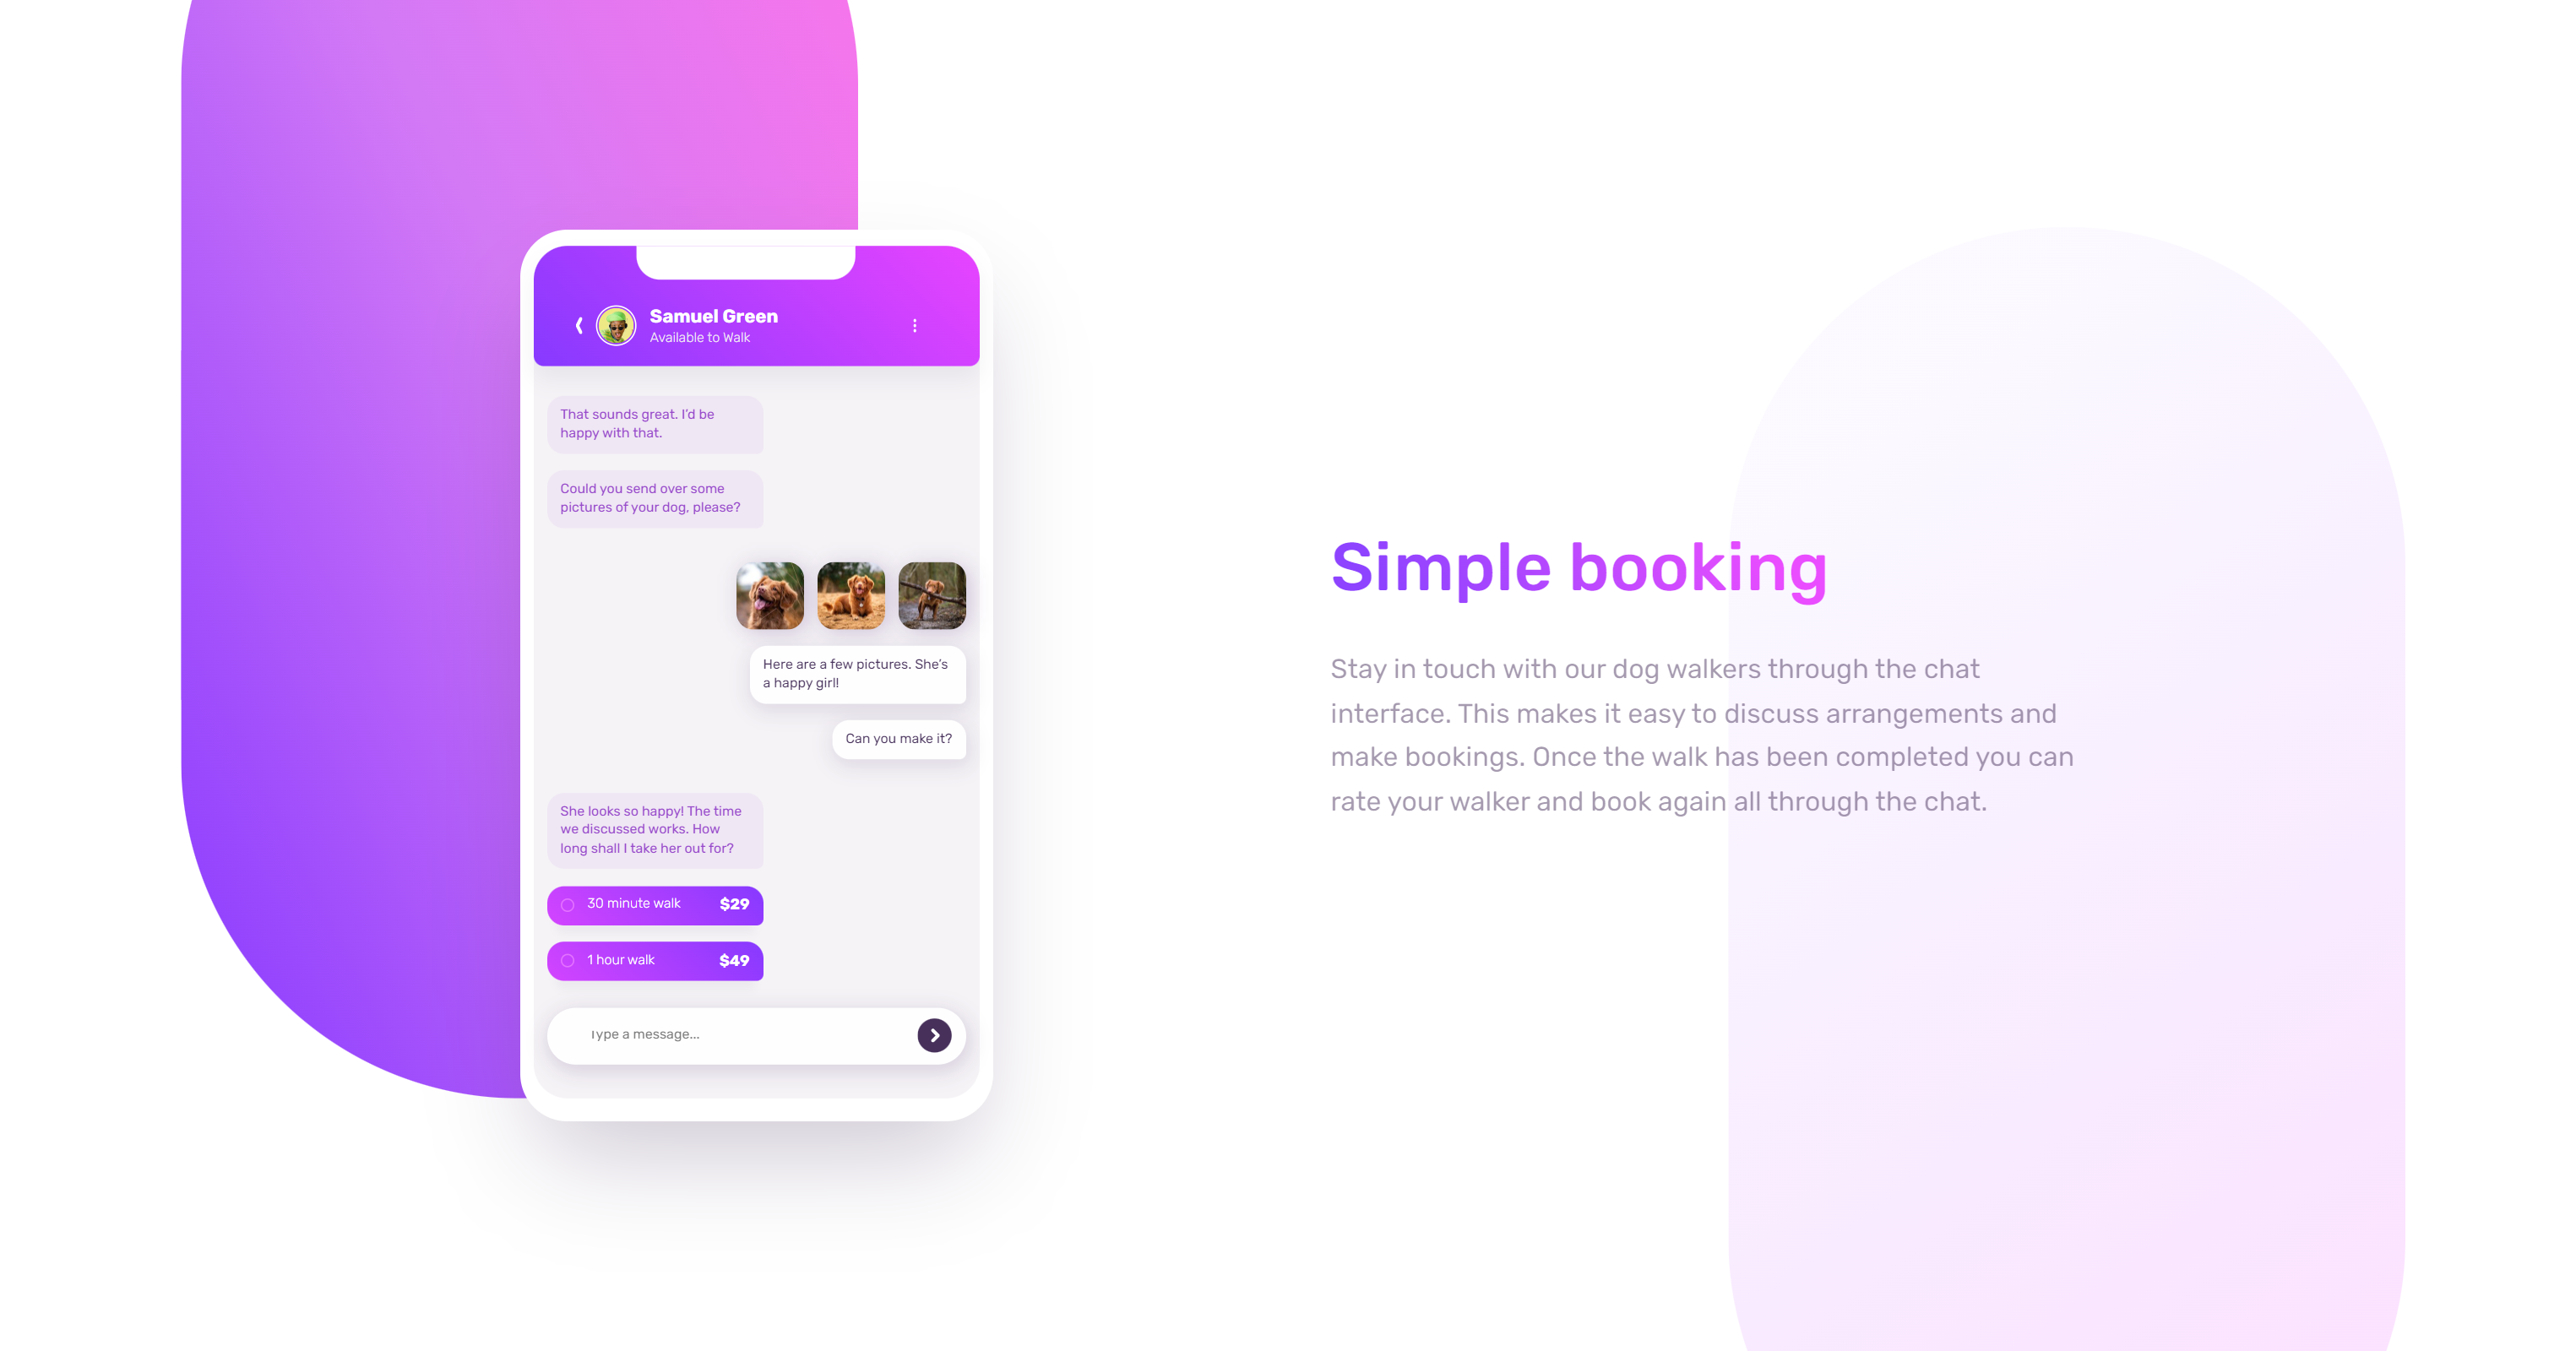 Samuel Green
Available to Walk
That sounds great. I'd be
happy with that.
Could you send over some
pictures of your dog, please?
Here are a few pictures. She's
a happy girl!
Can you make it?
She looks so happy! The time
we discussed works. How
long shall I take her out for?
30 minute walk $29
1 hour walk $49
Type a message...
Simple booking
Stay in touch with our dog walkers through the chat
interface. This makes it easy to discuss arrangements and
make bookings. Once the walk has been completed you can
rate your walker and book again all through the chat.